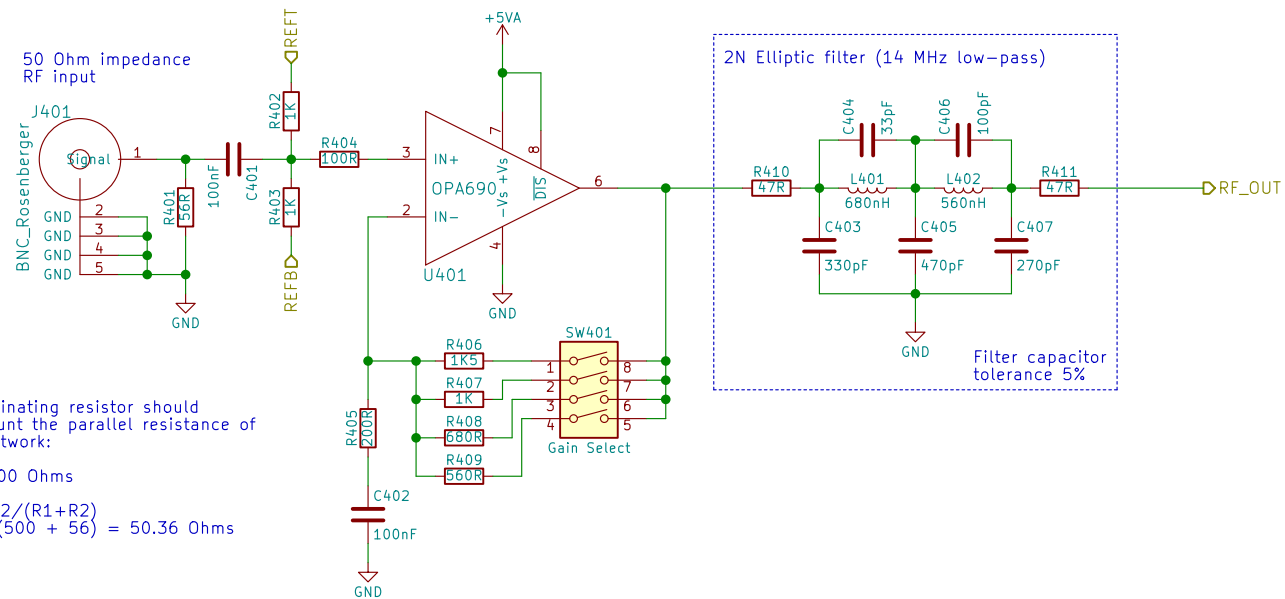 +5VA
REFT
50 Ohm impedance
RF input
J401
BNC_Rosenberger
Signal
1
GND
2
GND
3
GND
4
GND
5
R401
56R
GND
100nF
C401
R402
1K
R403
1K
REFB
R404
100R
3
IN+
2
IN-
OPA690
U401
7
+Vs
-Vs
4
8
DIS
6
GND
2N Elliptic filter (14 MHz low-pass)
R410
47R
C404
33pF
C406
100pF
L401
680nH
L402
560nH
R411
47R
RF_OUT
C403
330pF
C405
470pF
C407
270pF
GND
Filter capacitor
tolerance 5%
SW401
R406
1K5
R407
1K
R408
680R
R409
560R
1
2
3
4
8
7
6
5
Gain Select
R405
200R
C402
100nF
GND
inating resistor should
unt the parallel resistance of
twork:
00 Ohms
2/(R1+R2)
(500 + 56) = 50.36 Ohms